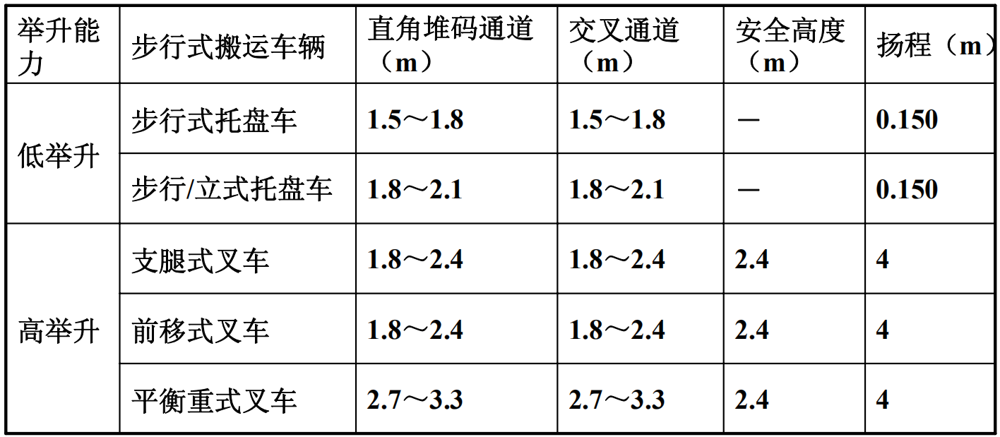 举升能力 步行式搬运车辆 直角堆码通道（m） 交叉通道（m） 安全高度（m） 扬程（m）
低举升 步行式托盘车 1.5～1.8 1.5～1.8 — 0.150
步行/立式托盘车 1.8～2.1 1.8～2.1 — 0.150
高举升 支腿式叉车 1.8～2.4 1.8～2.4 2.4 4
前移式叉车 1.8～2.4 1.8～2.4 2.4 4
平衡重式叉车 2.7～3.3 2.7～3.3 2.4 4